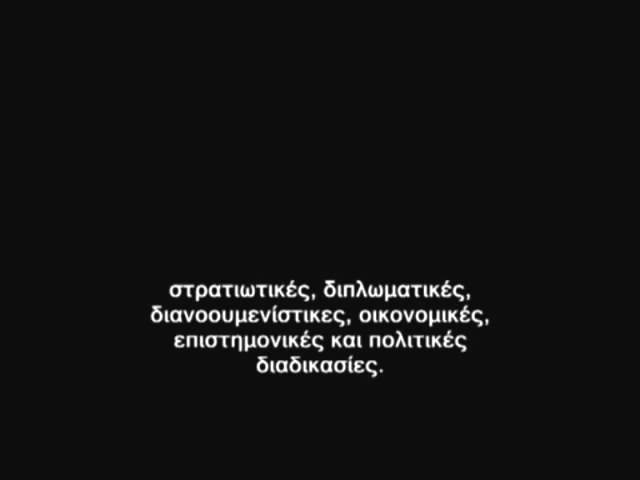 στρατιωτικές, διπλωματικές,
διανοουμενίστικες, οικονομικές,
επιστημονικές και πολιτικές
διαδικασίες.